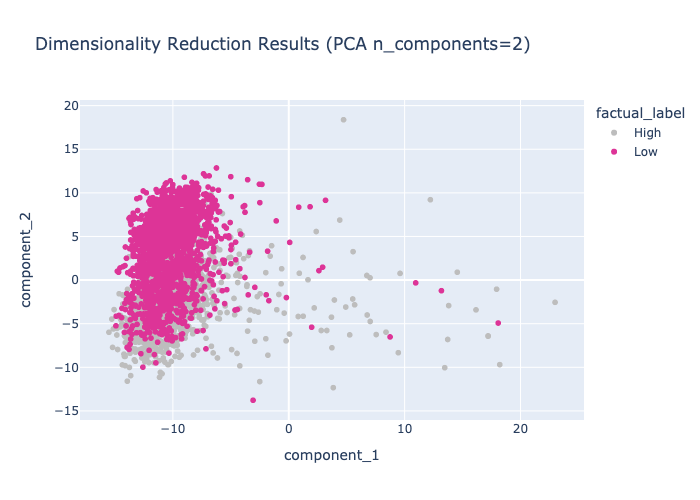 Dimensionality Reduction Results (PCA n_components=2)
factual_label
High
Low
20
15
10
5
0
−5
−10
−15
component_2
−10
0
10
20
component_1